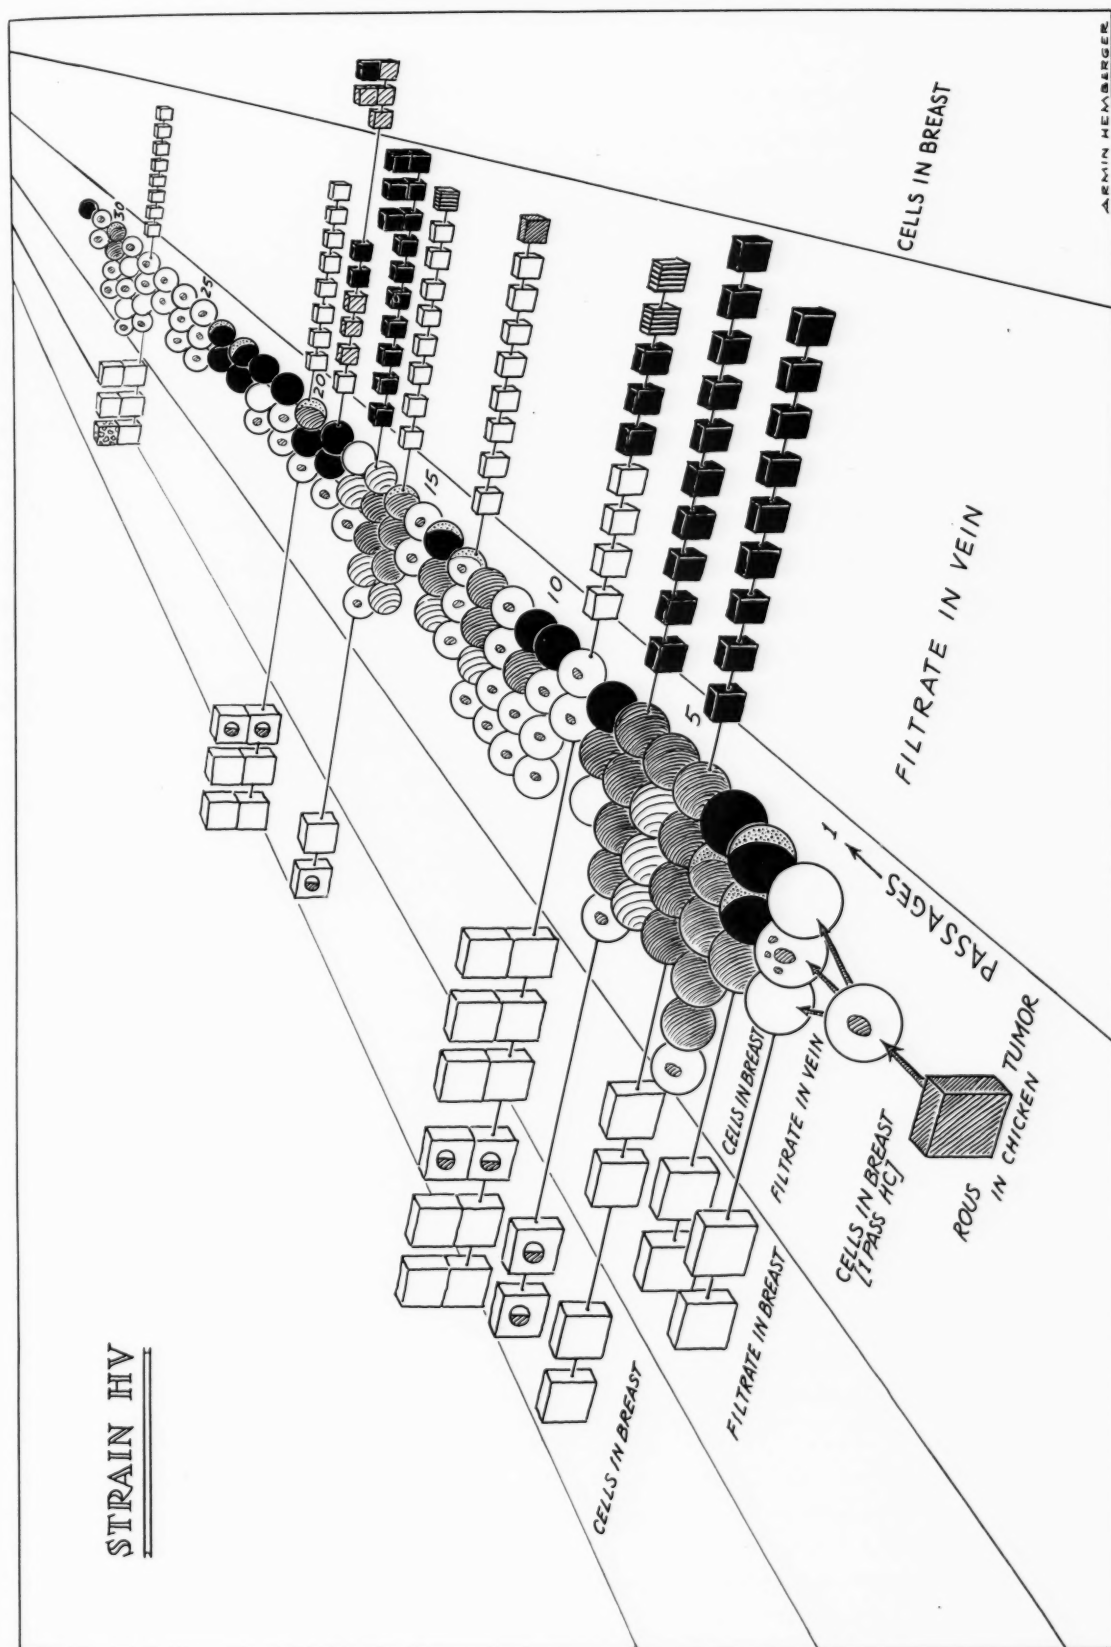 STRAIN HV
CELLS IN BREAST
FILTRATE IN BREAST
CELLS IN BREAST
FILTRATE IN VEIN
CELLS IN BREAST
[1 PASS HC]
ROUS TUMOR
IN CHICKEN
PASSAGES
1
5
10
15
20
25
30
FILTRATE IN VEIN
CELLS IN BREAST
ARMIN HEMBERGER